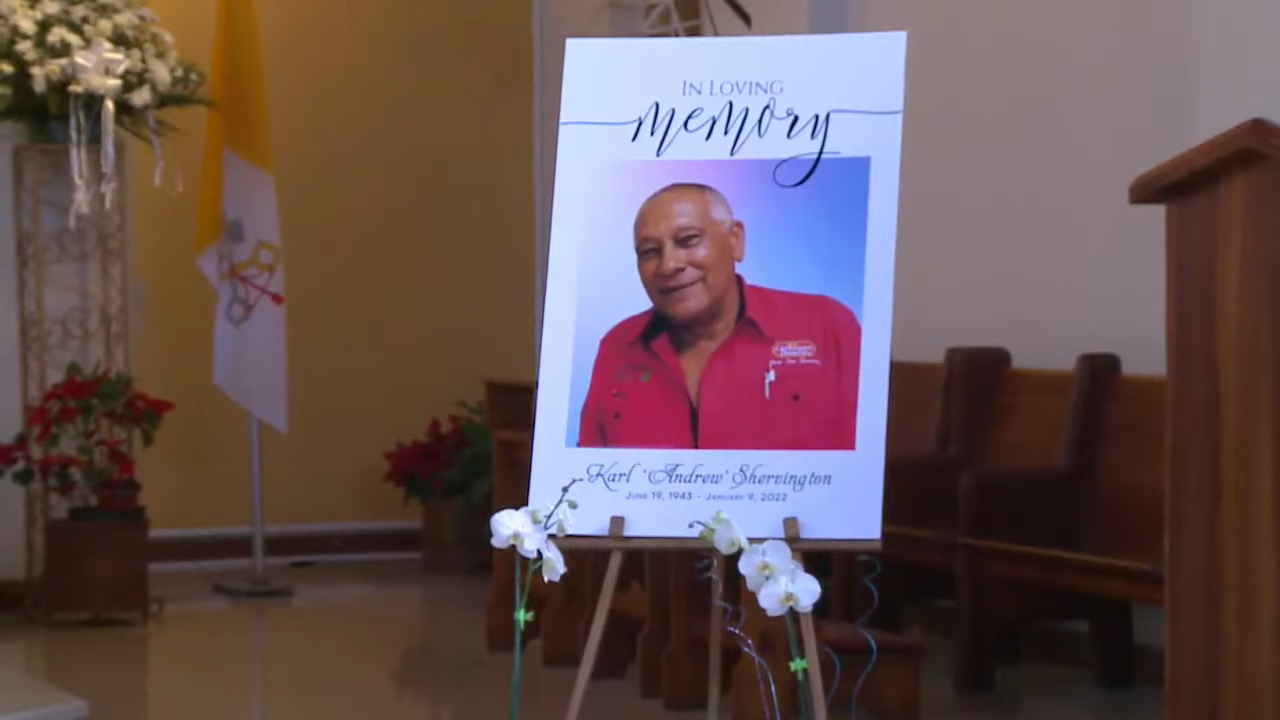 IN LOVING
memory
Karl 'Andrew' Shervington
JUNE 19, 1943 - JANUARY 9, 2022